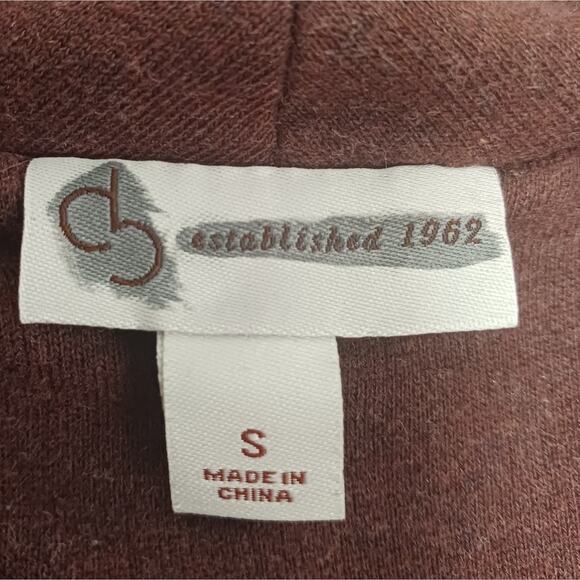 cb established 1962
S
MADE IN
CHINA